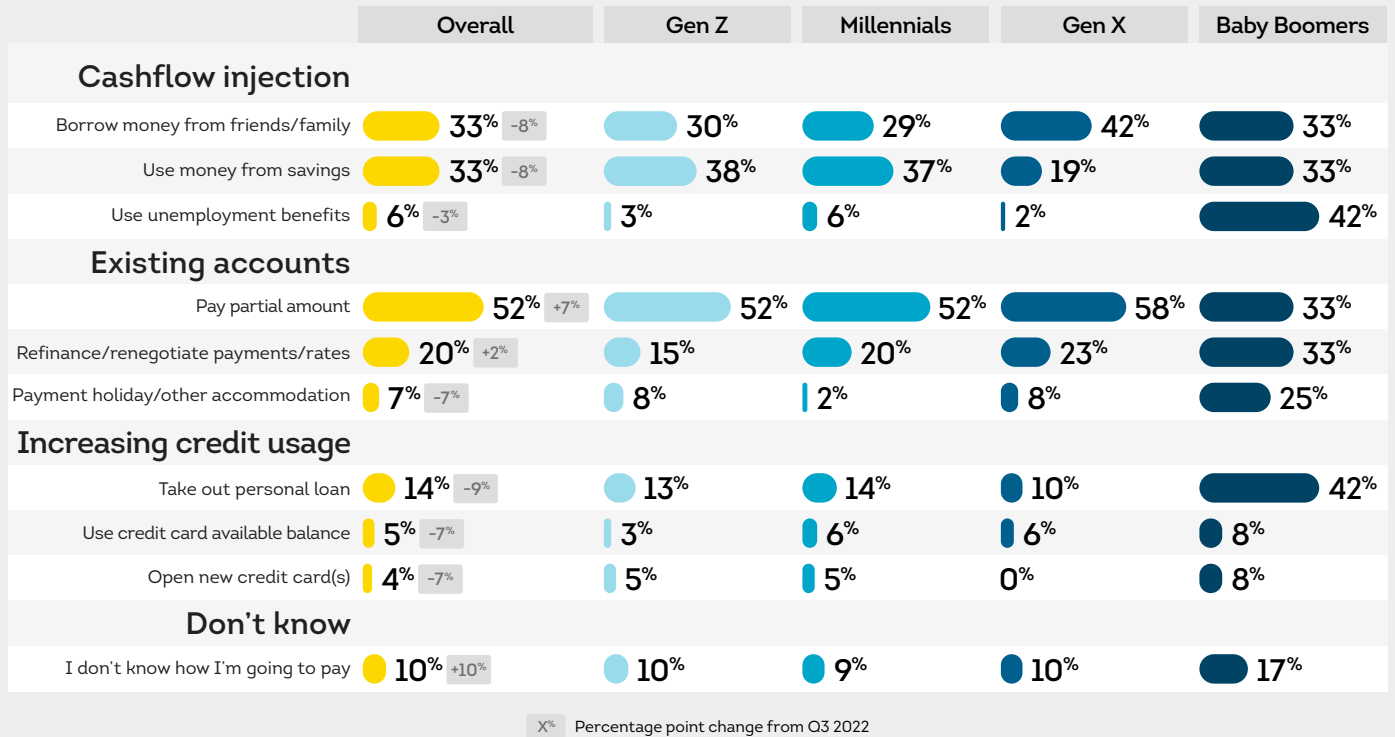 Overall Gen Z Millennials Gen X Baby Boomers
Cashflow injection
Borrow money from friends/family 33% -8% 30% 29% 42% 33%
Use money from savings 33% -8% 38% 37% 19% 33%
Use unemployment benefits 6% -3% 3% 6% 2% 42%
Existing accounts
Pay partial amount 52% +7% 52% 52% 58% 33%
Refinance/renegotiate payments/rates 20% +2% 15% 20% 23% 33%
Payment holiday/other accommodation 7% -7% 8% 2% 8% 25%
Increasing credit usage
Take out personal loan 14% -9% 13% 14% 10% 42%
Use credit card available balance 5% -7% 3% 6% 6% 8%
Open new credit card(s) 4% -7% 5% 5% 0% 8%
Don't know
I don't know how I'm going to pay 10% +10% 10% 9% 10% 17%
X% Percentage point change from Q3 2022